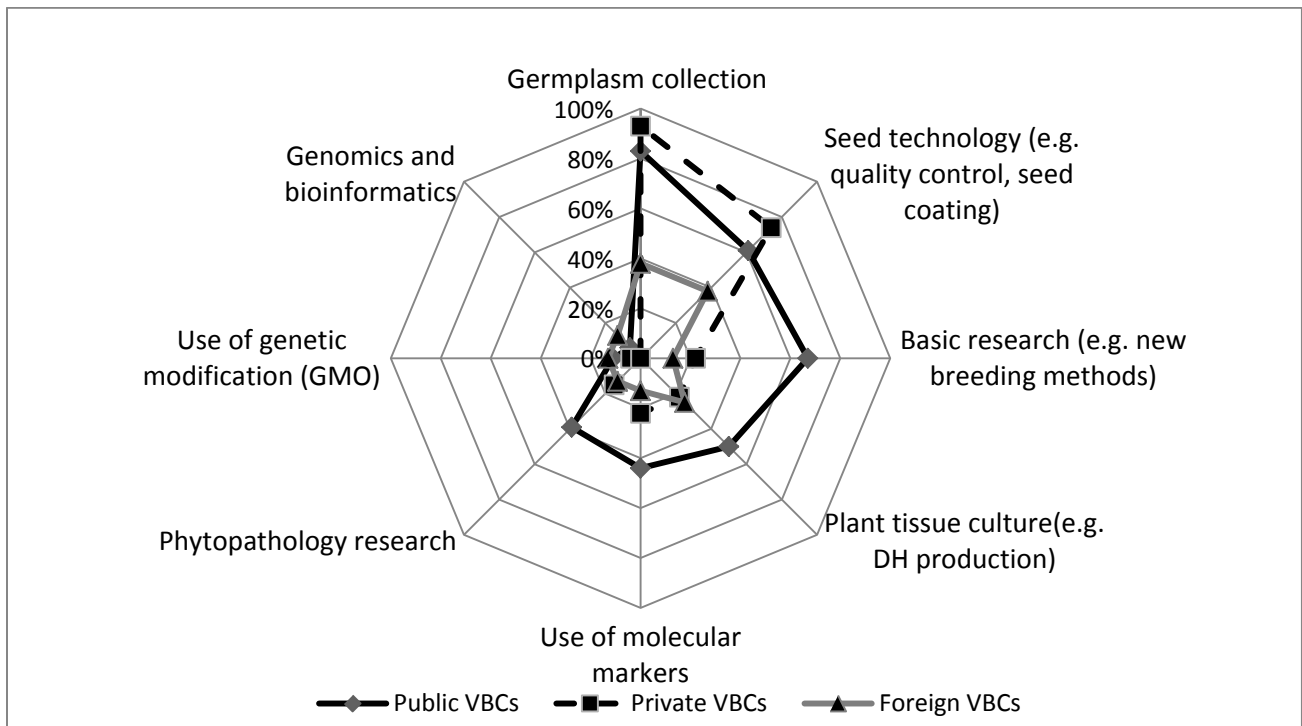 Germplasm collection
100%
80%
60%
40%
20%
0%
Seed technology (e.g.
quality control, seed
coating)
Basic research (e.g. new
breeding methods)
Plant tissue culture(e.g.
DH production)
Use of molecular
markers
Phytopathology research
Use of genetic
modification (GMO)
Genomics and
bioinformatics
Public VBCs
Private VBCs
Foreign VBCs